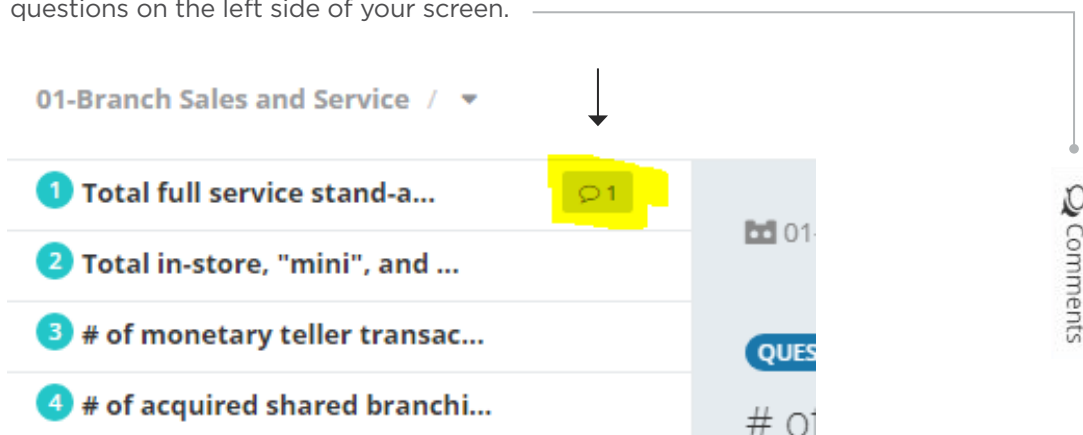 questions on the left side of your screen.
01-Branch Sales and Service / 
1 Total full service stand-a... 1
2 Total in-store, "mini", and ...
3 # of monetary teller transac...
4 # of acquired shared branchi...
01-
QUES
# of
Comments